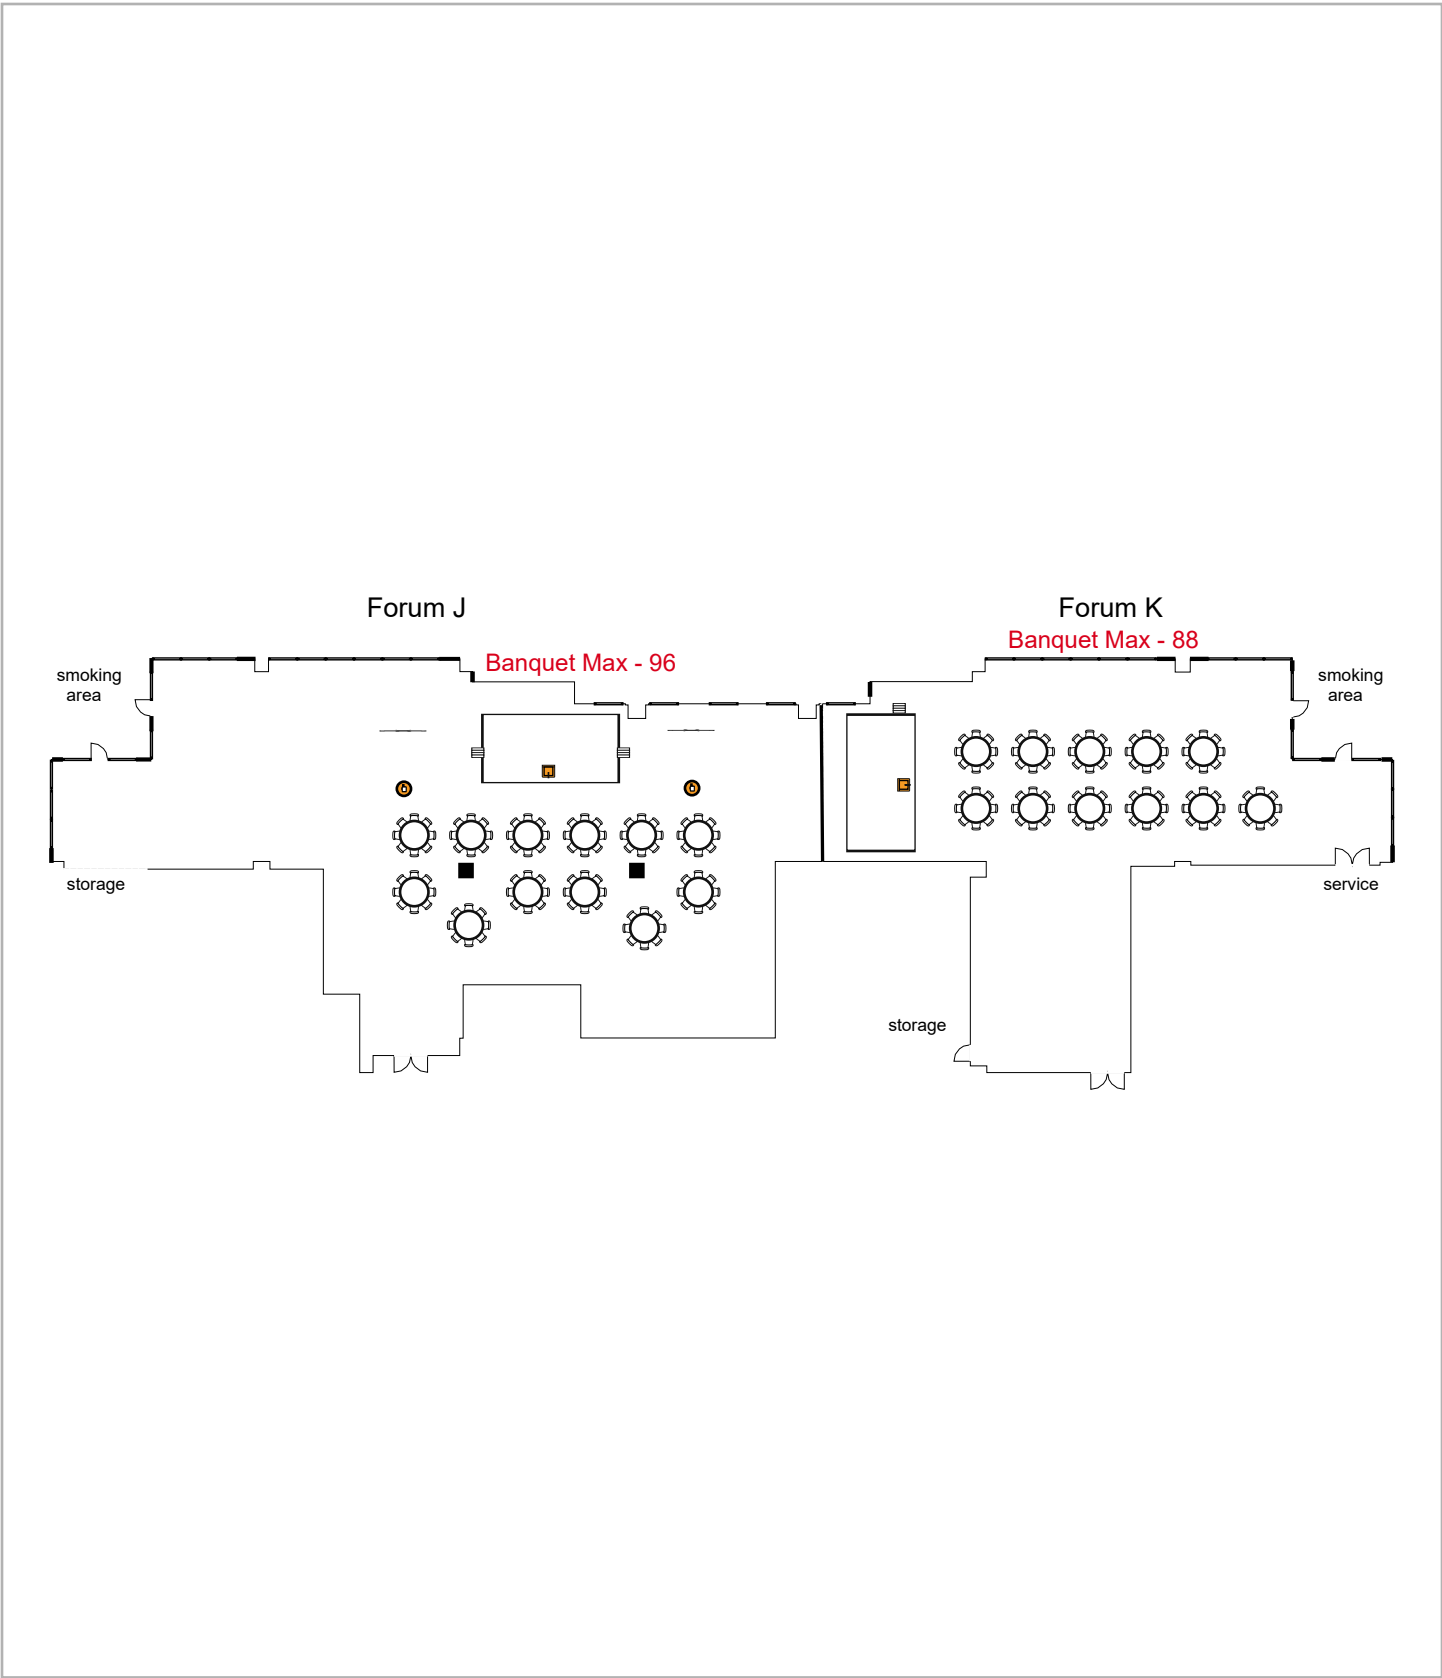 Forum J
Forum K
Banquet Max - 96
Banquet Max - 88
smoking
area
smoking
area
storage
service
storage